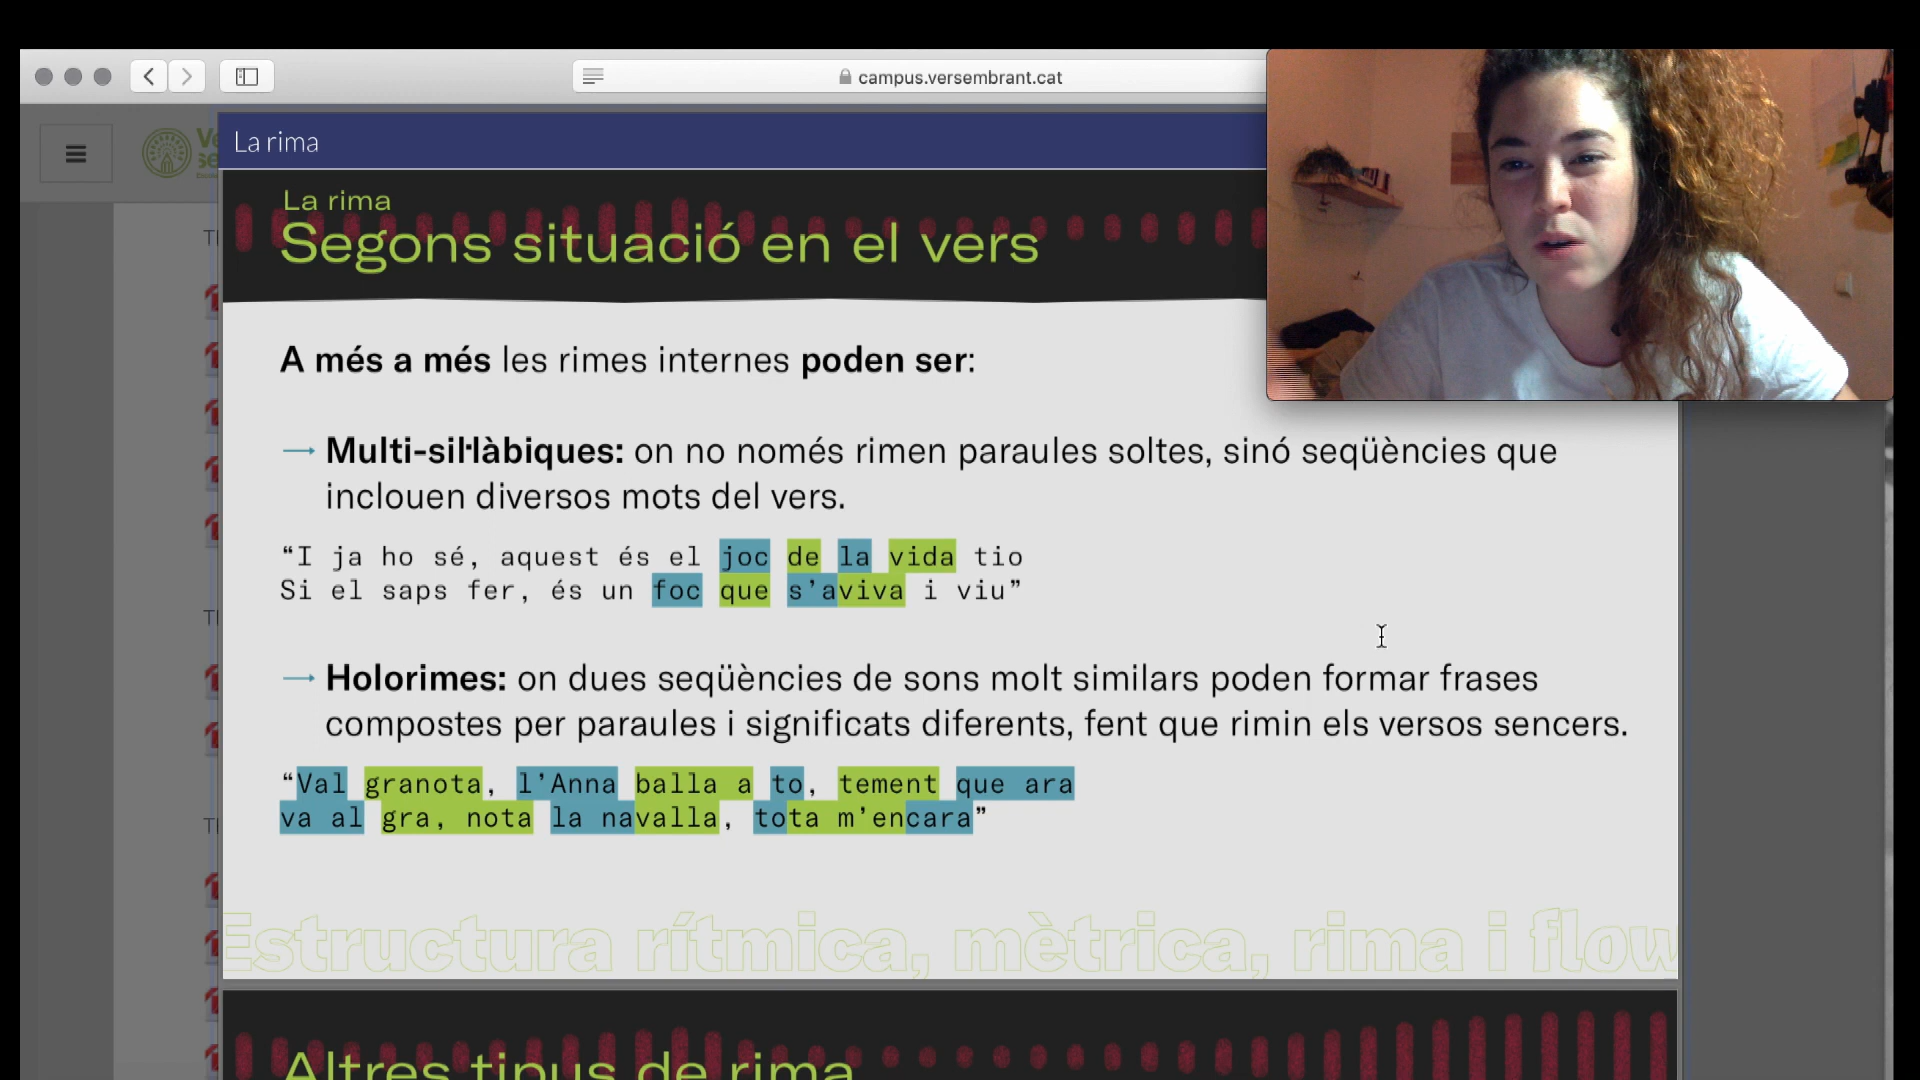 campus.versembrant.cat
La rima
La rima
Segons situació en el vers
A més a més les rimes internes poden ser:
→ Multi-sil·làbiques: on no només rimen paraules soltes, sinó seqüències que
inclouen diversos mots del vers.
“I ja ho sé, aquest és el joc de la vida tio
Si el saps fer, és un foc que s’aviva i viu”
→ Holorimes: on dues seqüències de sons molt similars poden formar frases
compostes per paraules i significats diferents, fent que rimin els versos sencers.
“Val granota, l’Anna balla a to, tement que ara
va al gra, nota la navalla, tota m’encara”
Estructura rítmica, mètrica, rima i flow
Altres tipus de rima